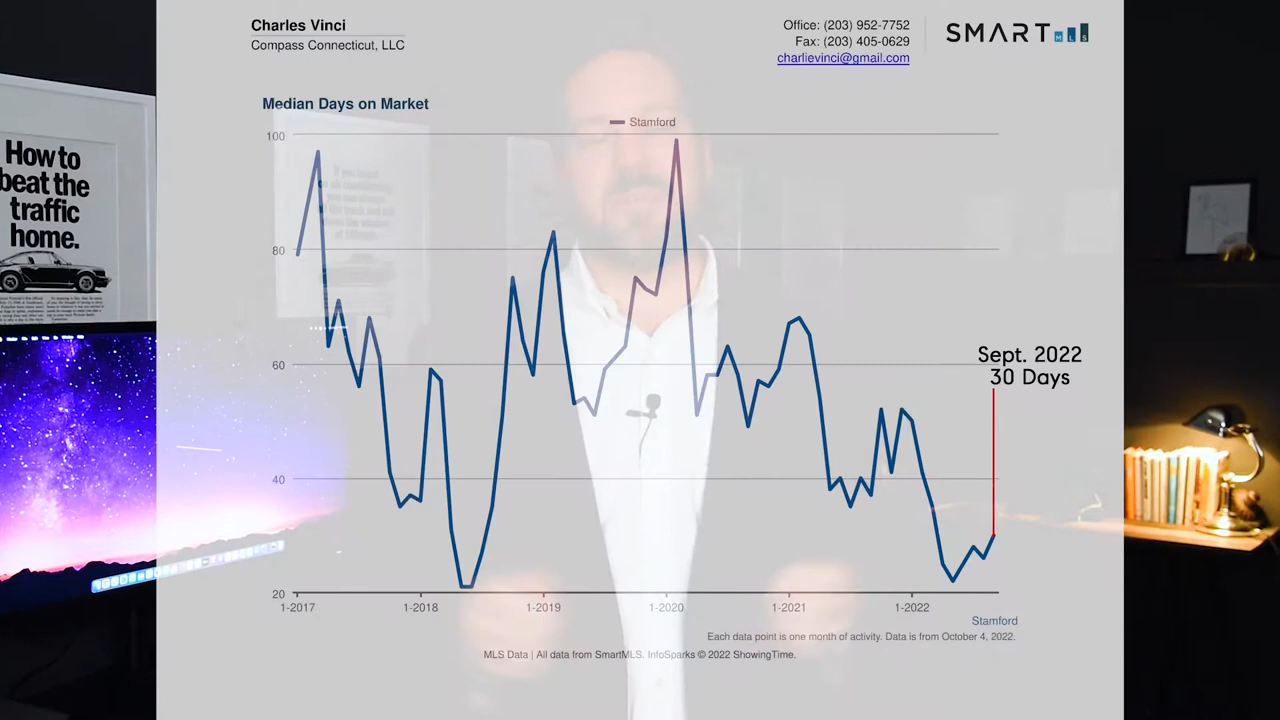 Charles Vinci
Compass Connecticut, LLC
Office: (203) 952-7752
Fax: (203) 405-0629
charlievinci@gmail.com
SMART
MLS
Median Days on Market
Stamford
100
80
60
40
20
1-2017
1-2018
1-2019
1-2020
1-2021
1-2022
Sept. 2022
30 Days
Stamford
Each data point is one month of activity. Data is from October 4, 2022.
MLS Data | All data from SmartMLS. InfoSparks © 2022 ShowingTime.
How to
beat the
traffic
home.